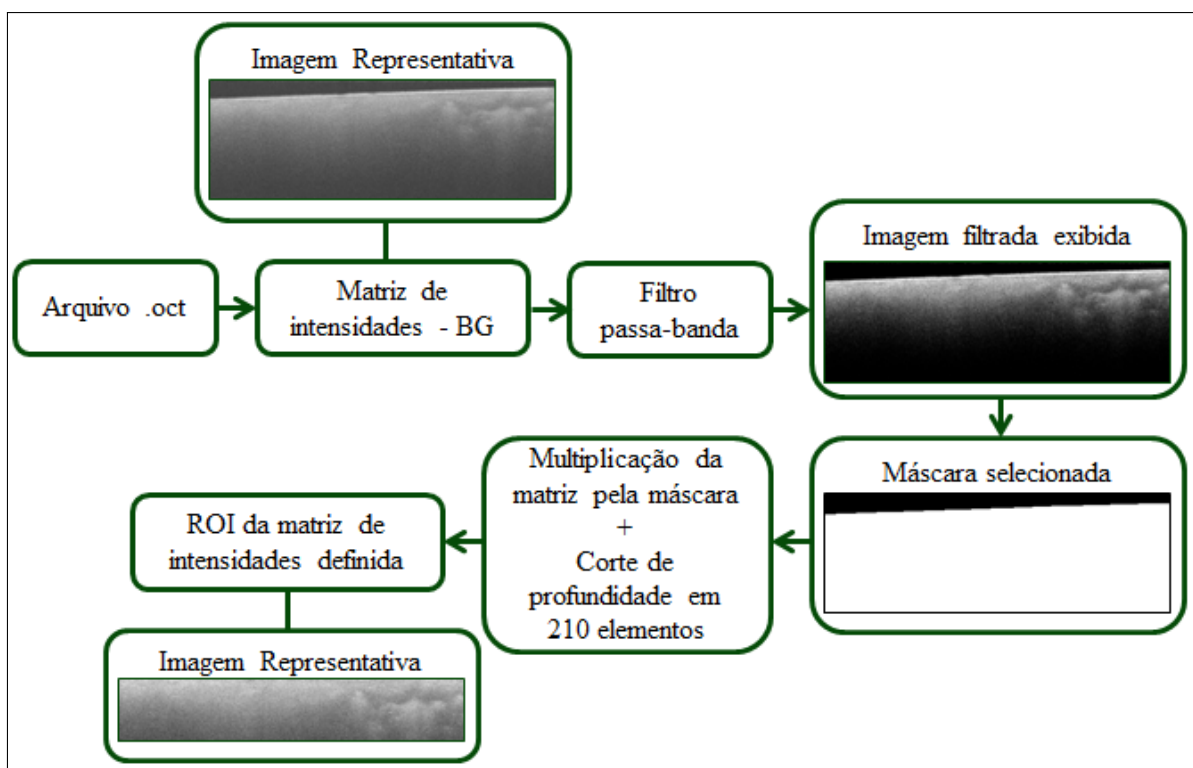 Imagem Representativa
Arquivo .oct
Matriz de
intensidades - BG
Filtro
passa-banda
Imagem filtrada exibida
Máscara selecionada
Multiplicação da
matriz pela máscara
+
Corte de
profundidade em
210 elementos
ROI da matriz de
intensidades definida
Imagem Representativa